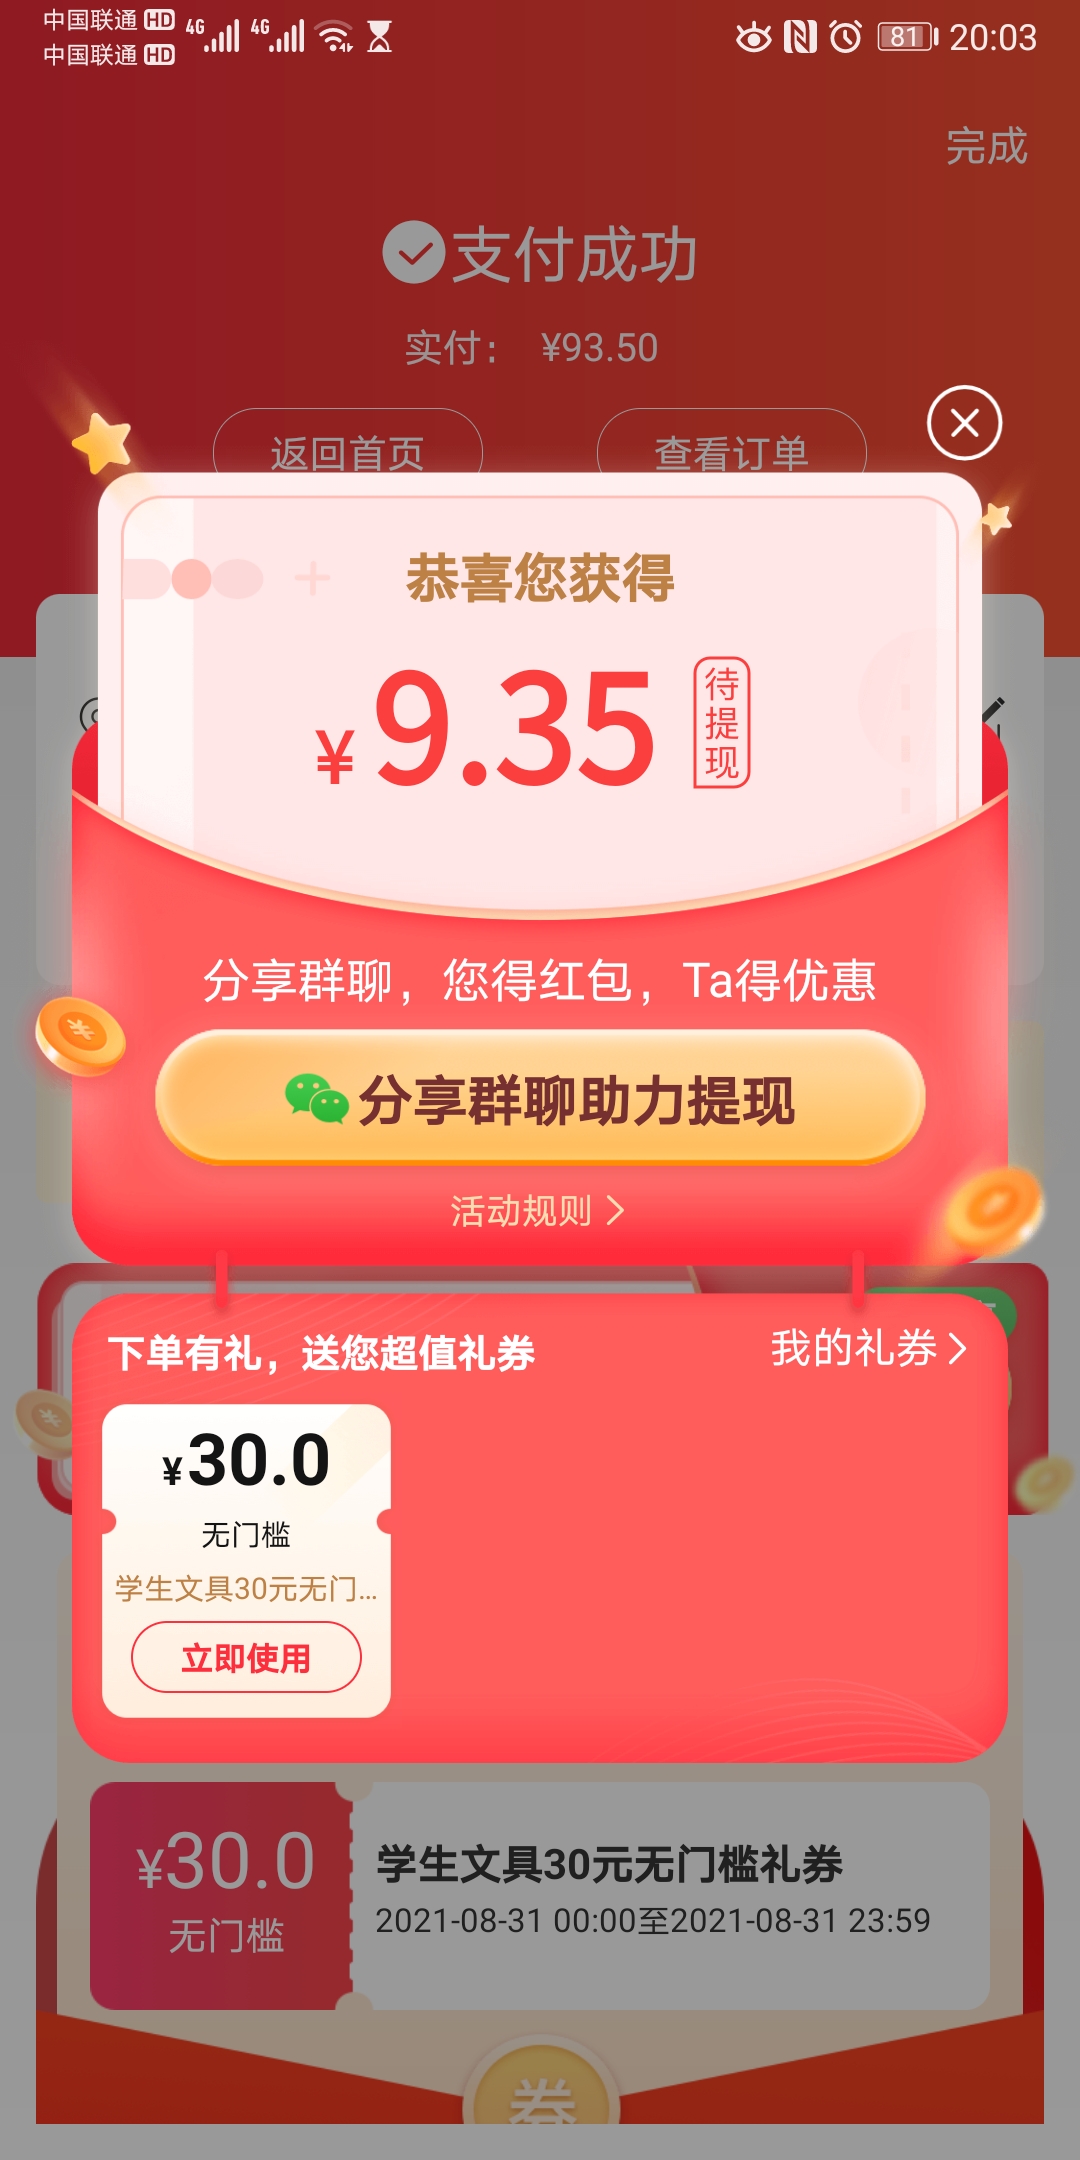 中国联通 HD 4G 4G 81 20:03
中国联通 HD
完成
支付成功
实付： ¥93.50
返回首页 查看订单
恭喜您获得
¥9.35 待提现
分享群聊，您得红包，Ta得优惠
分享群聊助力提现
活动规则
下单有礼，送您超值礼券 我的礼券
¥30.0
无门槛
学生文具30元无门...
立即使用
¥30.0
无门槛
学生文具30元无门槛礼券
2021-08-31 00:00至2021-08-31 23:59
券